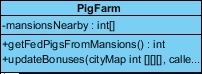 PigFarm
-mansionsNearby : int[]
+getFedPigsFromMansions() : int
+updateBonuses(cityMap int [][][], calle...